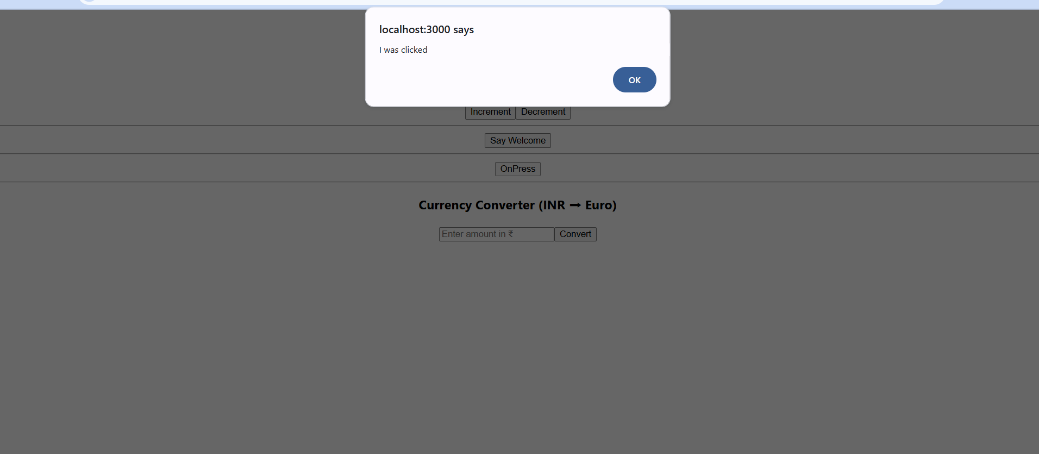 localhost:3000 says
I was clicked
OK
Increment Decrement
Say Welcome
OnPress
Currency Converter (INR → Euro)
Enter amount in ₹ Convert